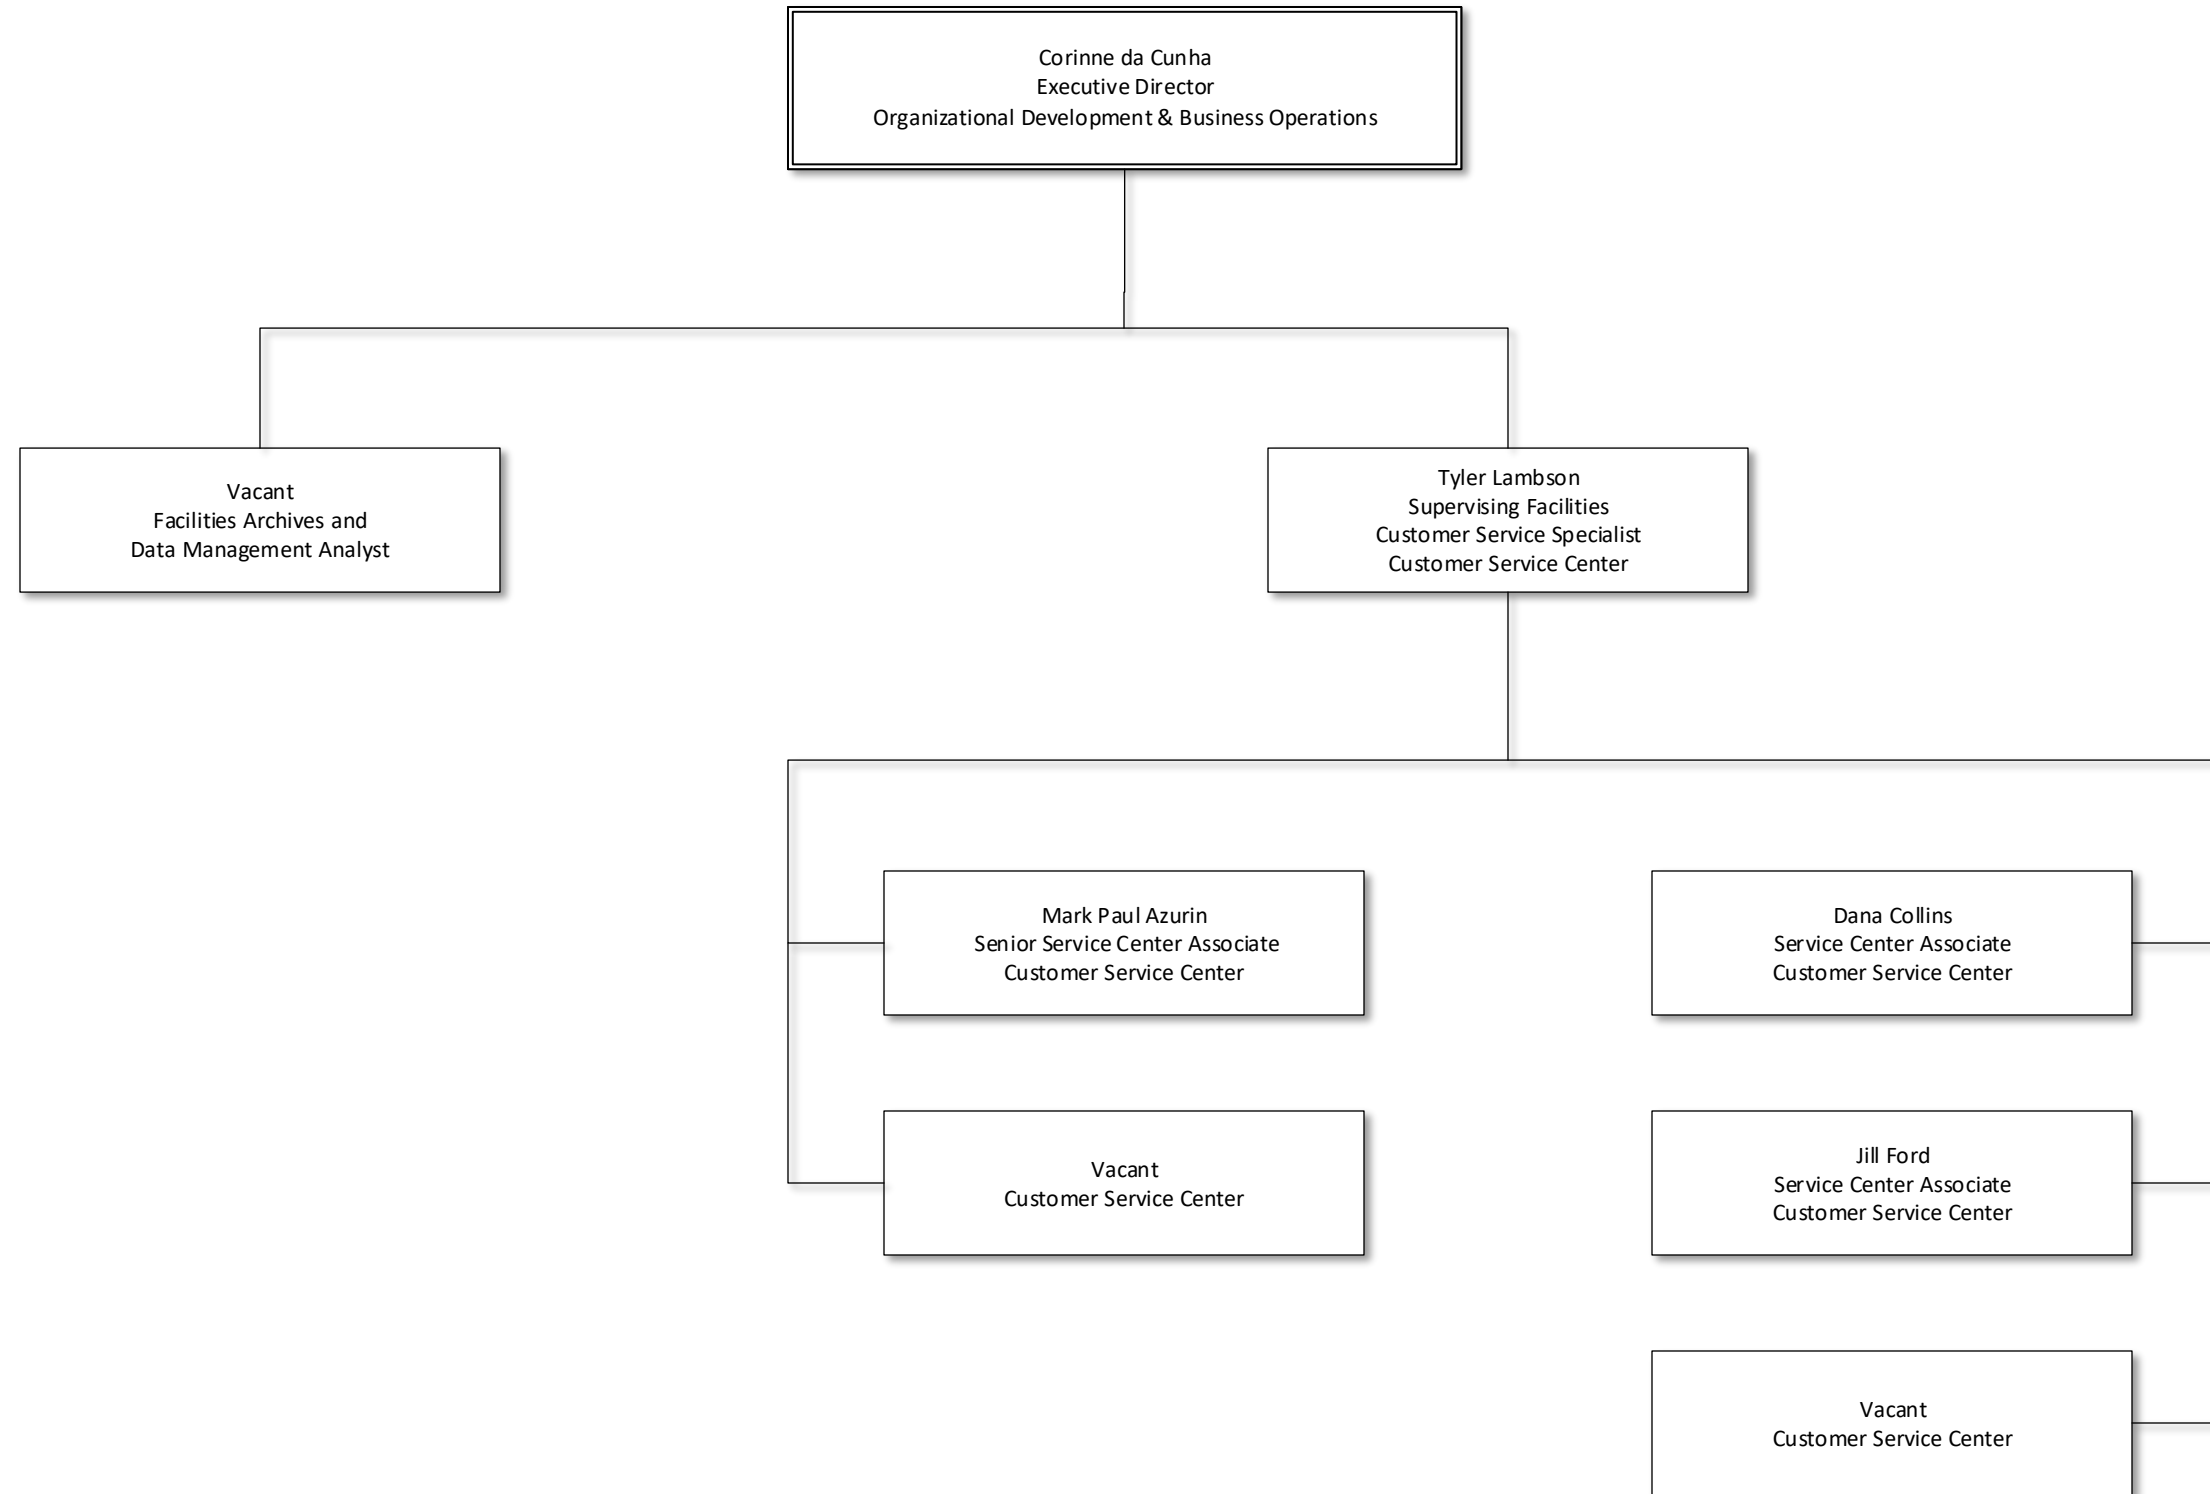 Corinne da Cunha
Executive Director
Organizational Development & Business Operations
Vacant
Facilities Archives and
Data Management Analyst
Tyler Lambson
Supervising Facilities
Customer Service Specialist
Customer Service Center
Mark Paul Azurin
Senior Service Center Associate
Customer Service Center
Dana Collins
Service Center Associate
Customer Service Center
Vacant
Customer Service Center
Jill Ford
Service Center Associate
Customer Service Center
Vacant
Customer Service Center